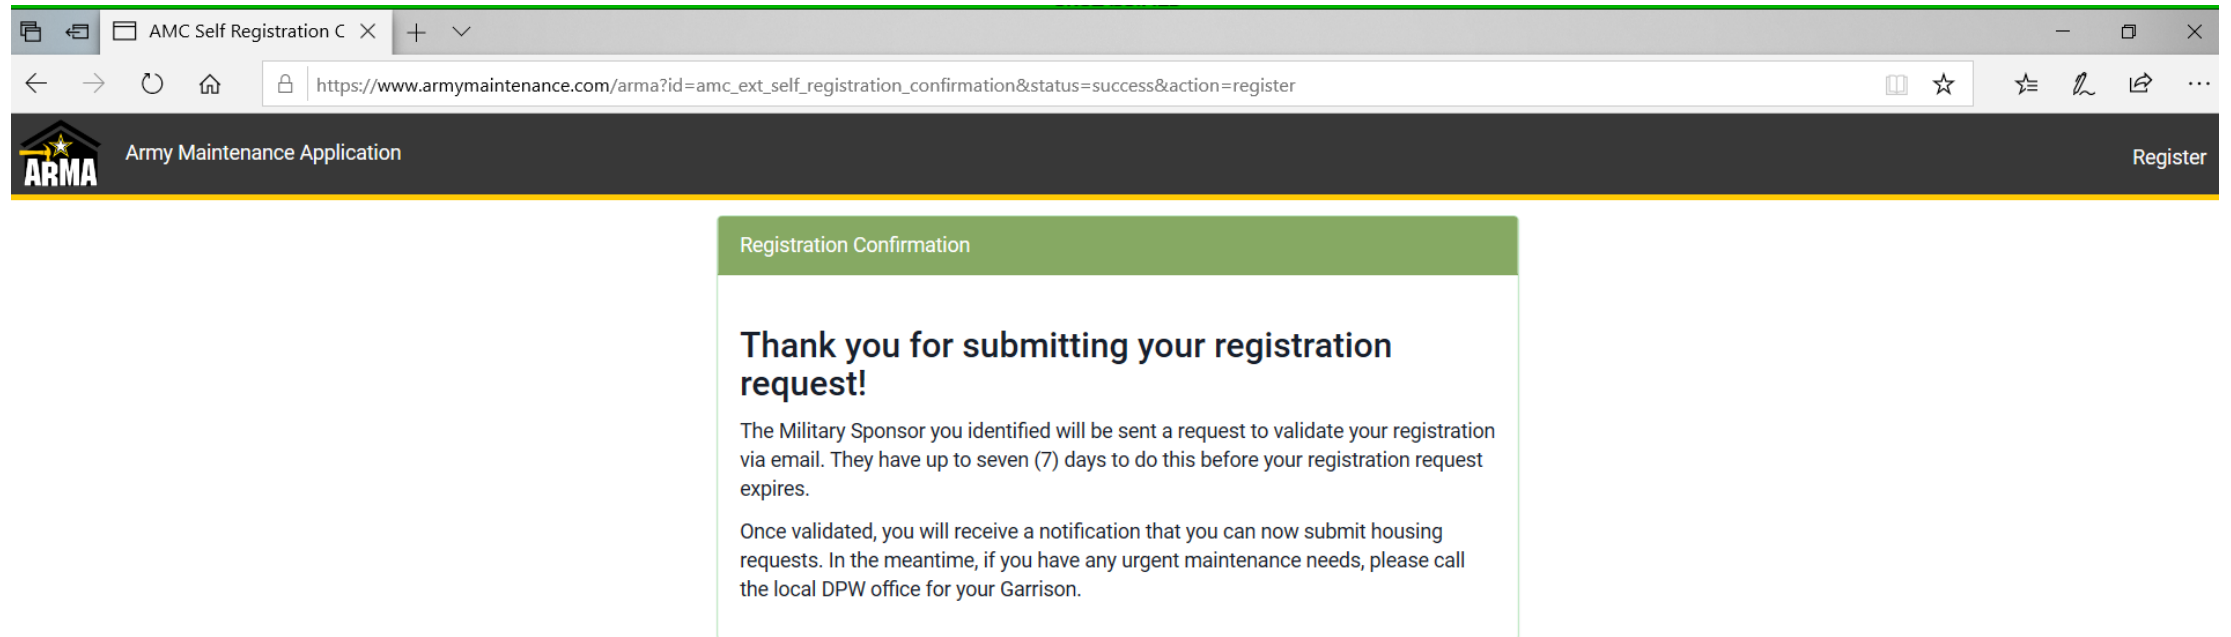 AMC Self Registration C
https://www.armymaintenance.com/arma?id=amc_ext_self_registration_confirmation&status=success&action=register
ARMA
Army Maintenance Application
Register
Registration Confirmation
Thank you for submitting your registration
request!
The Military Sponsor you identified will be sent a request to validate your registration
via email. They have up to seven (7) days to do this before your registration request
expires.
Once validated, you will receive a notification that you can now submit housing
requests. In the meantime, if you have any urgent maintenance needs, please call
the local DPW office for your Garrison.